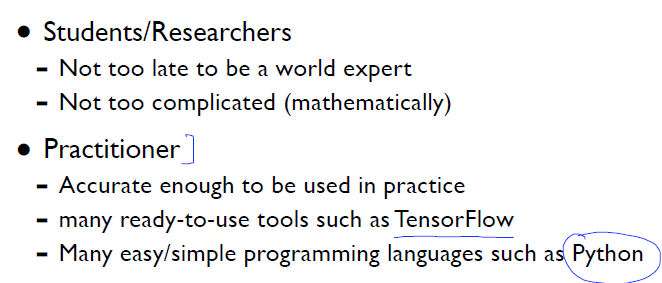 ● Students/Researchers
- Not too late to be a world expert
- Not too complicated (mathematically)
● Practitioner
- Accurate enough to be used in practice
- many ready-to-use tools such as TensorFlow
- Many easy/simple programming languages such as Python